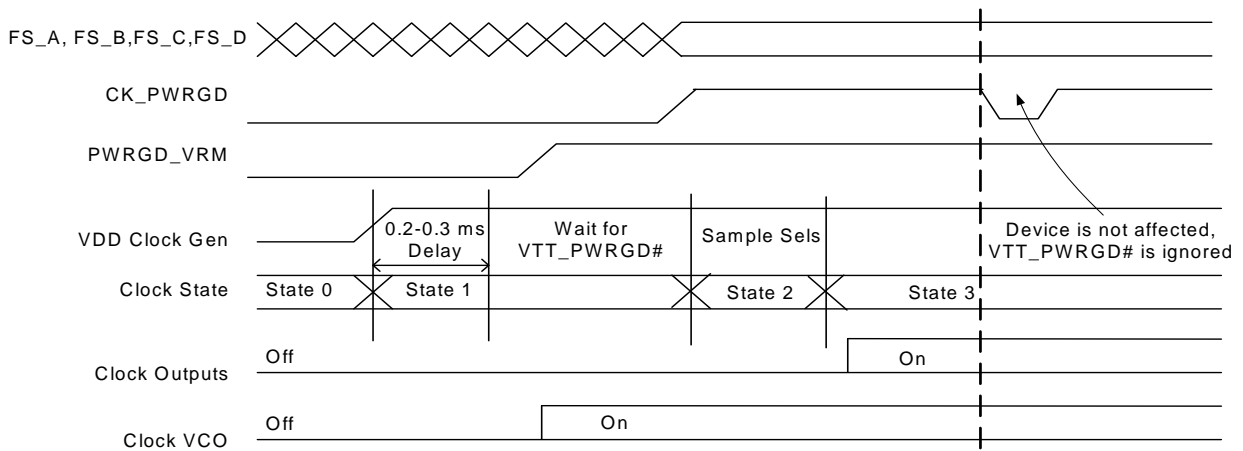 FS_A, FS_B,FS_C,FS_D
CK_PWRGD
PWRGD_VRM
VDD Clock Gen
0.2-0.3 ms
Delay
Wait for
VTT_PWRGD#
Sample Sels
Device is not affected,
VTT_PWRGD# is ignored
Clock State
State 0
State 1
State 2
State 3
Clock Outputs
Off
On
Clock VCO
Off
On